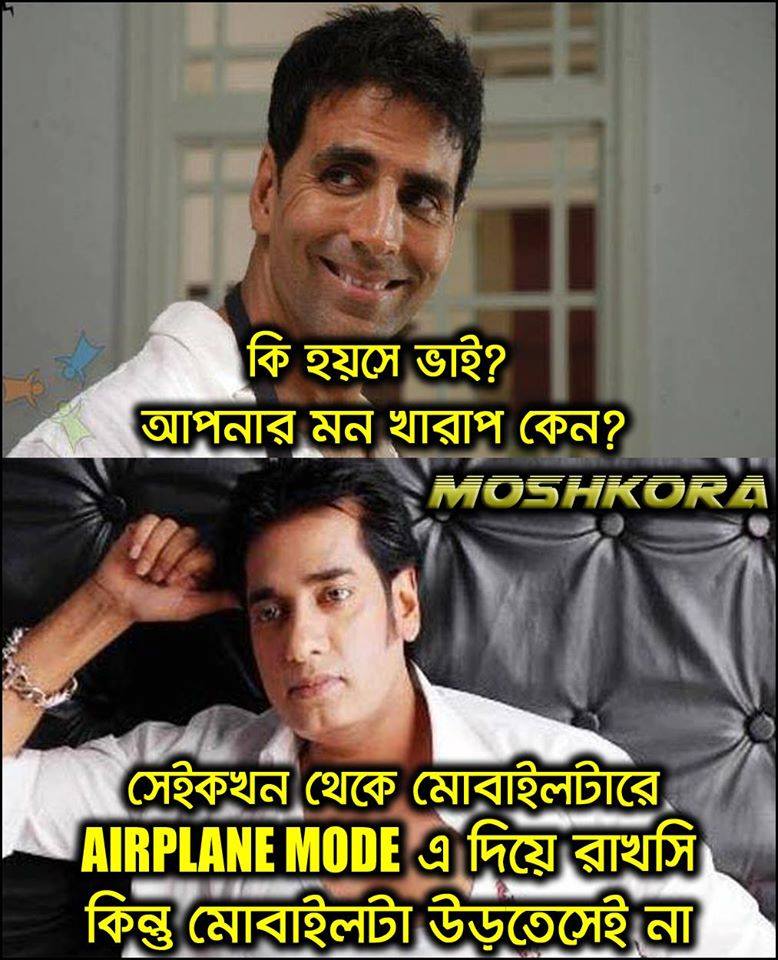 কি হয়সে ভাই?
আপনার মন খারাপ কেন?
MOSHKORA
সেইকখন থেকে মোবাইলটারে
AIRPLANE MODE এ দিয়ে রাখসি
কিন্তু মোবাইলটা উড়তেসেই না